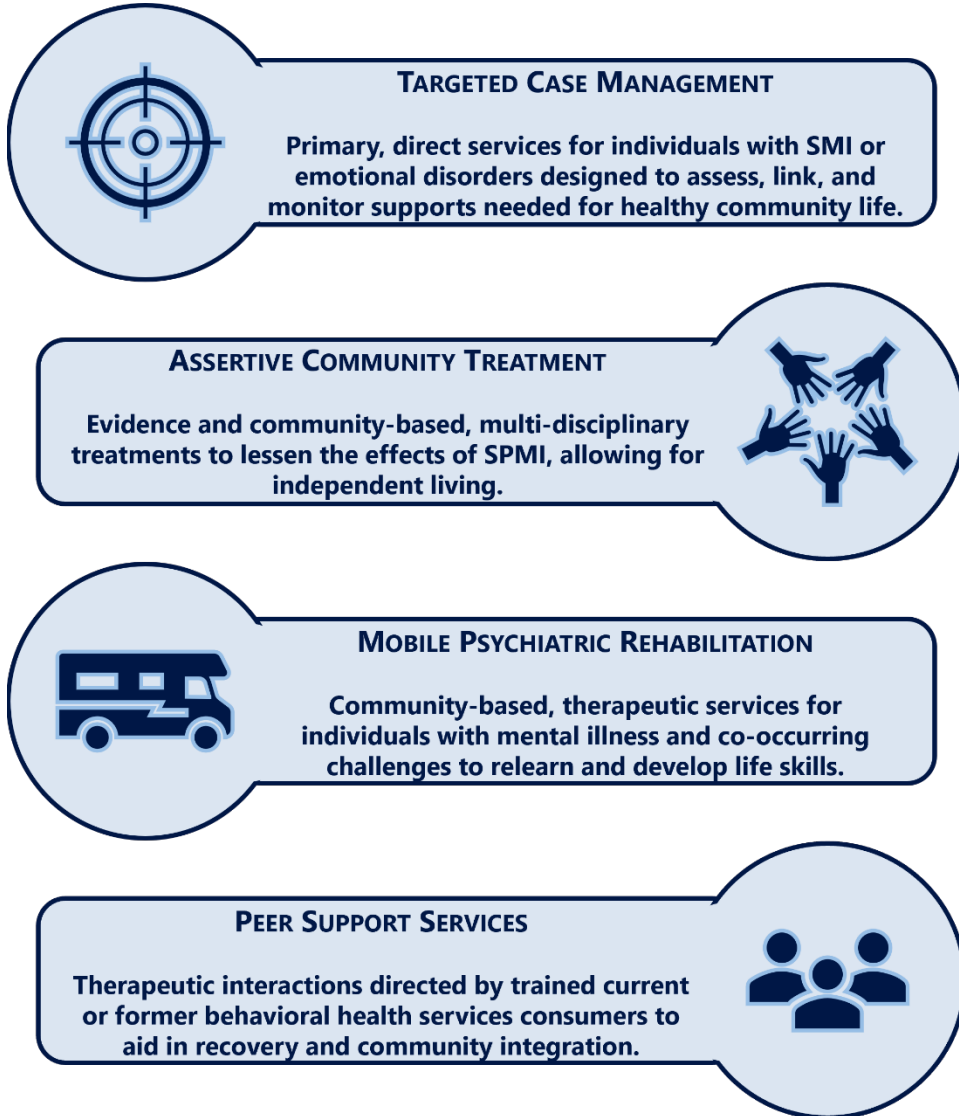 TARGETED CASE MANAGEMENT
Primary, direct services for individuals with SMI or
emotional disorders designed to assess, link, and
monitor supports needed for healthy community life.
ASSERTIVE COMMUNITY TREATMENT
Evidence and community-based, multi-disciplinary
treatments to lessen the effects of SPMI, allowing for
independent living.
MOBILE PSYCHIATRIC REHABILITATION
Community-based, therapeutic services for
individuals with mental illness and co-occurring
challenges to relearn and develop life skills.
PEER SUPPORT SERVICES
Therapeutic interactions directed by trained current
or former behavioral health services consumers to
aid in recovery and community integration.